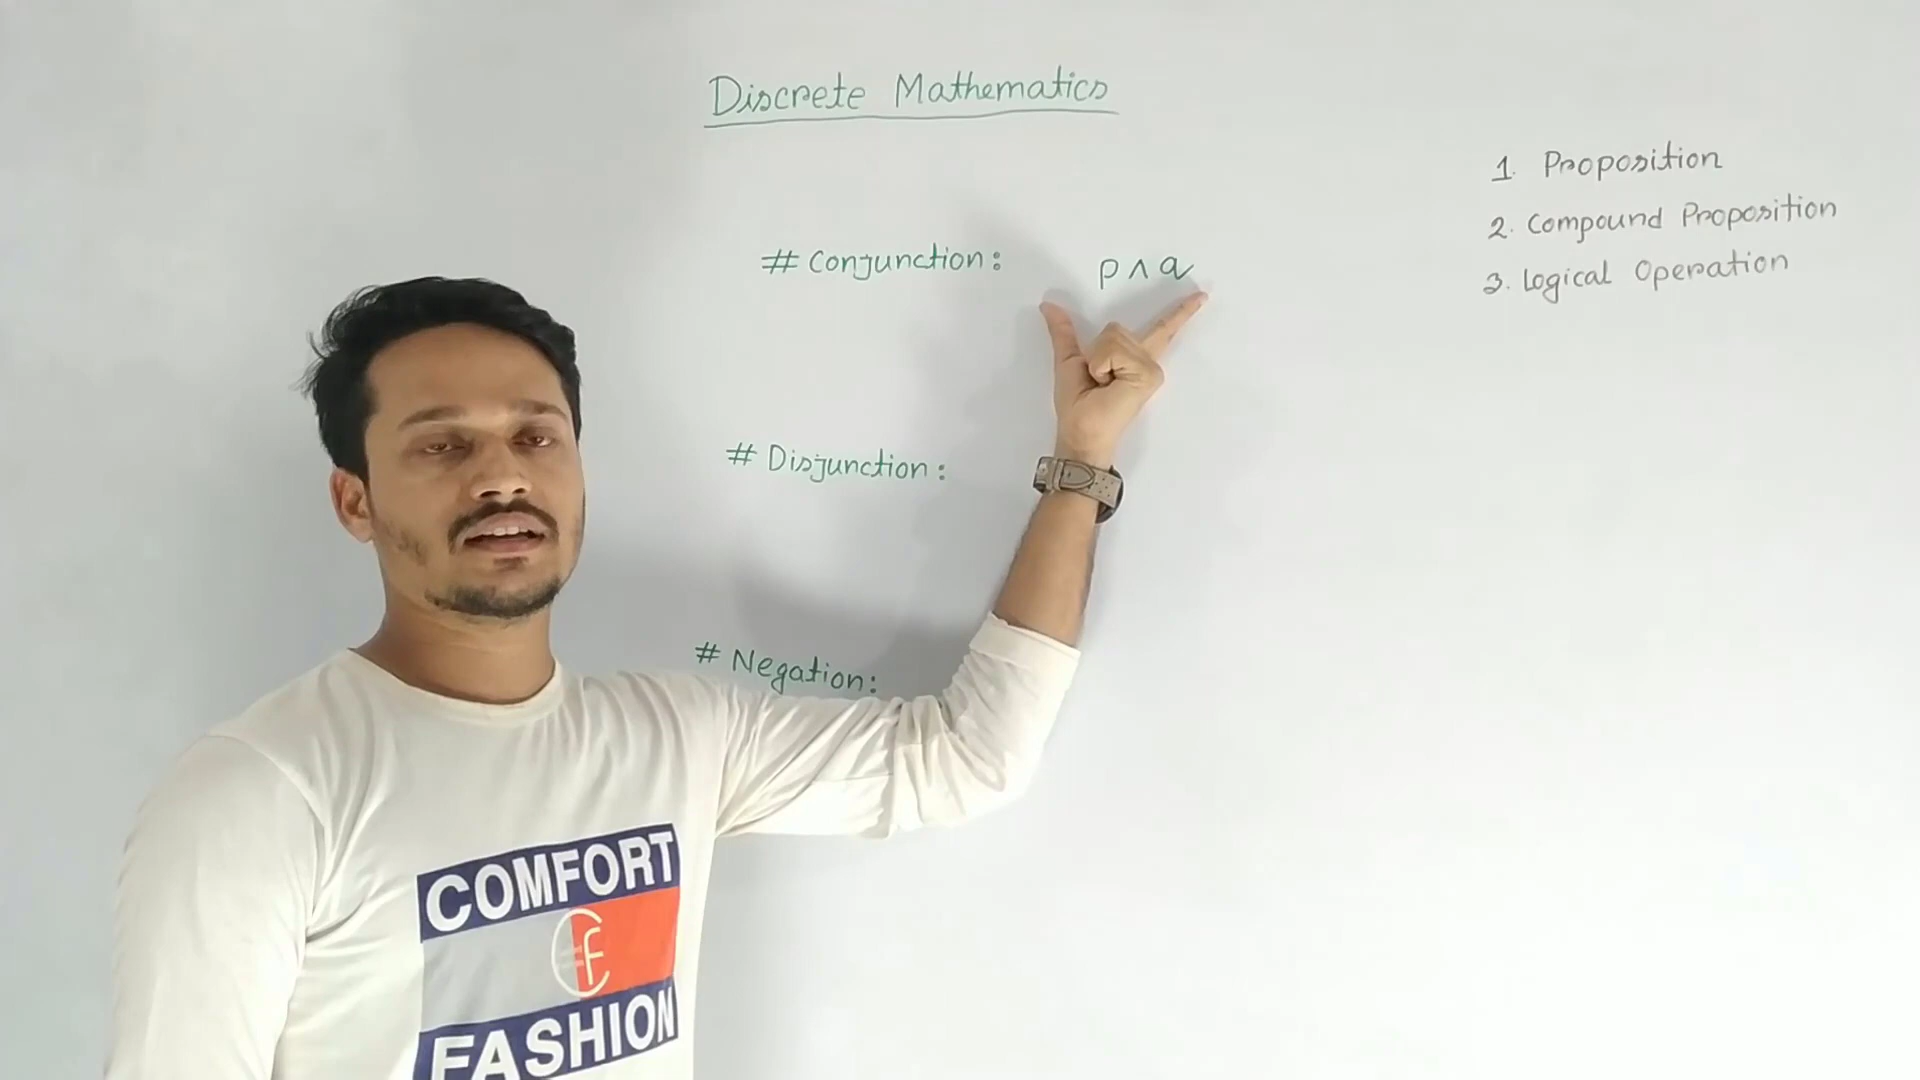 Discrete Mathematics
1. Proposition
2. Compound Proposition
3. Logical Operation
# Conjunction: p ∧ q
# Disjunction:
# Negation:
COMFORT
FASHION